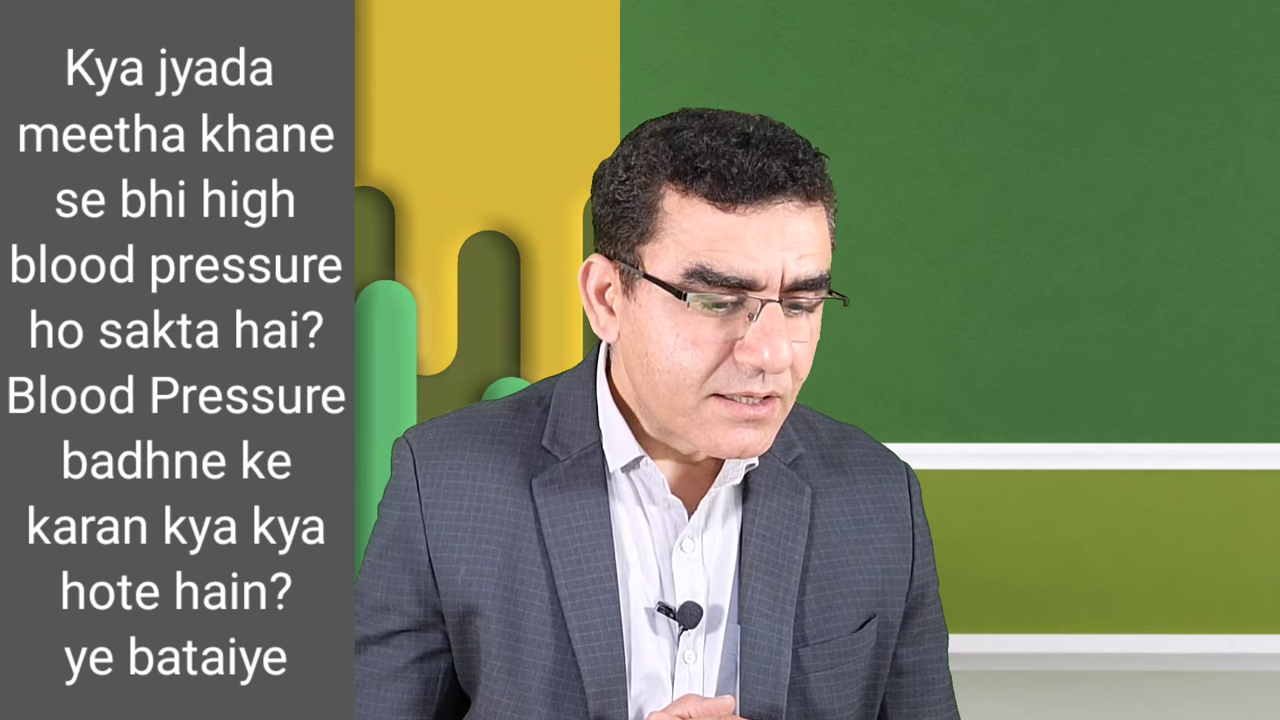 Kya jyada
meetha khane
se bhi high
blood pressure
ho sakta hai?
Blood Pressure
badhne ke
karan kya kya
hote hain?
ye bataiye